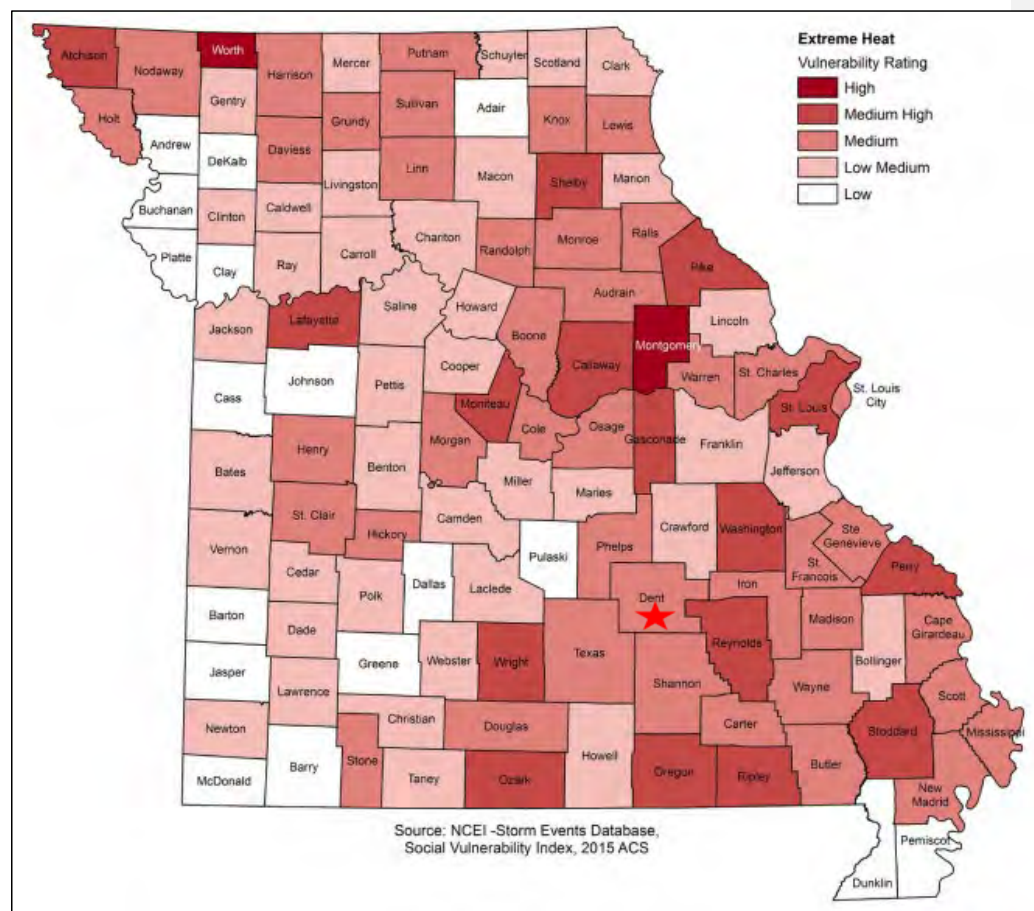 Extreme Heat
Vulnerability Rating
High
Medium High
Medium
Low Medium
Low
Atchison
Nodaway
Worth
Harrison
Mercer
Putnam
Schuyler
Scotland
Clark
Holt
Gentry
Sullivan
Adair
Knox
Lewis
Andrew
DeKalb
Daviess
Grundy
Linn
Macon
Shelby
Marion
Buchanan
Clinton
Caldwell
Livingston
Chariton
Randolph
Monroe
Ralls
Pike
Platte
Clay
Ray
Carroll
Audrain
Jackson
Lafayette
Saline
Howard
Boone
Callaway
Montgomery
Lincoln
Cass
Johnson
Pettis
Cooper
Moniteau
Cole
Osage
Gasconade
Warren
St. Charles
St. Louis
St. Louis
City
Franklin
Jefferson
Bates
Henry
Benton
Morgan
Miller
Maries
Vernon
St. Clair
Hickory
Camden
Pulaski
Phelps
Crawford
Washington
St.
Francois
Ste
Genevieve
Perry
Barton
Cedar
Polk
Dallas
Laclede
Dent
Iron
Madison
Cape
Girardeau
Jasper
Dade
Greene
Webster
Wright
Texas
Shannon
Reynolds
Wayne
Bollinger
Scott
Mississippi
Newton
Lawrence
Christian
Douglas
Howell
Carter
Butler
Stoddard
New
Madrid
McDonald
Barry
Stone
Taney
Ozark
Oregon
Ripley
Dunklin
Pemiscot
Source: NCEI -Storm Events Database,
Social Vulnerability Index, 2015 ACS